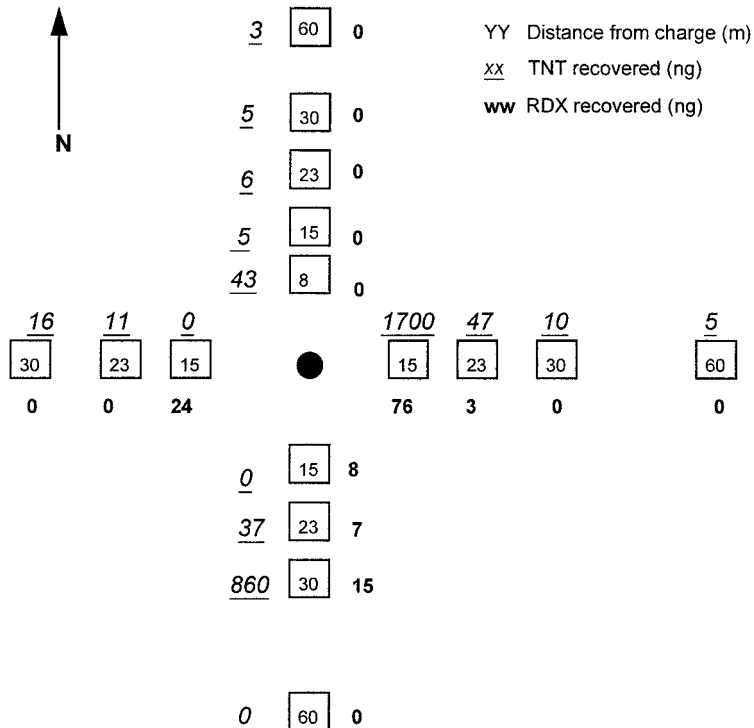 3 60 0
YY Distance from charge (m)
xx TNT recovered (ng)
ww RDX recovered (ng)
N
5 30 0
6 23 0
5 15 0
43 8 0
16 11 0 1700 47 10 5
30 23 15 15 23 30 60
0 0 24 76 3 0 0
0 15 8
37 23 7
860 30 15
0 60 0